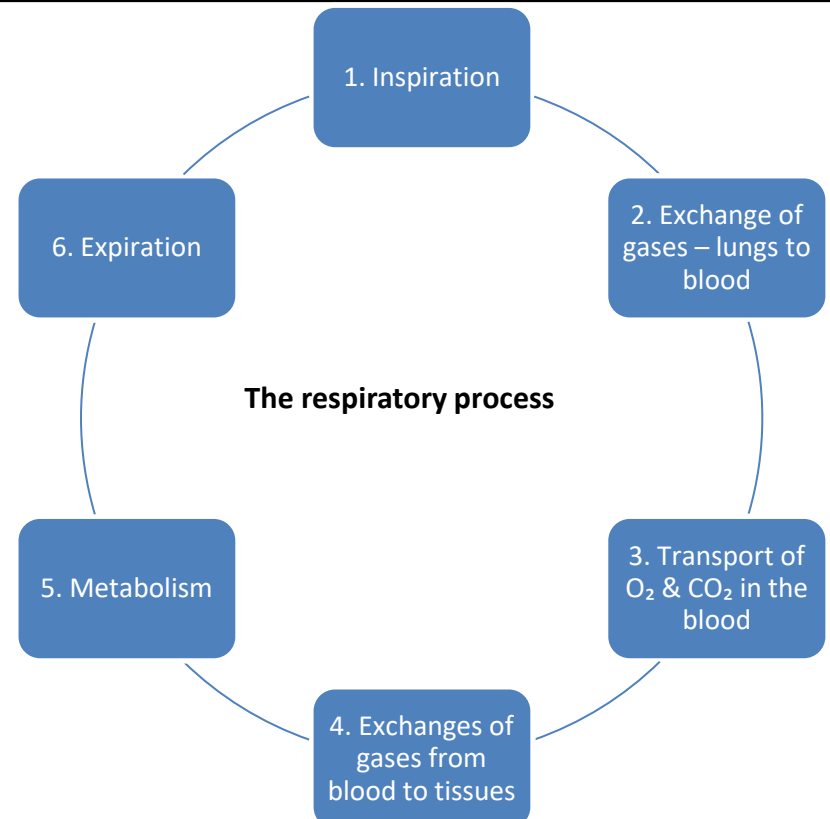 1. Inspiration
2. Exchange of
gases – lungs to
blood
3. Transport of
O₂ & CO₂ in the
blood
4. Exchanges of
gases from
blood to tissues
5. Metabolism
6. Expiration
The respiratory process